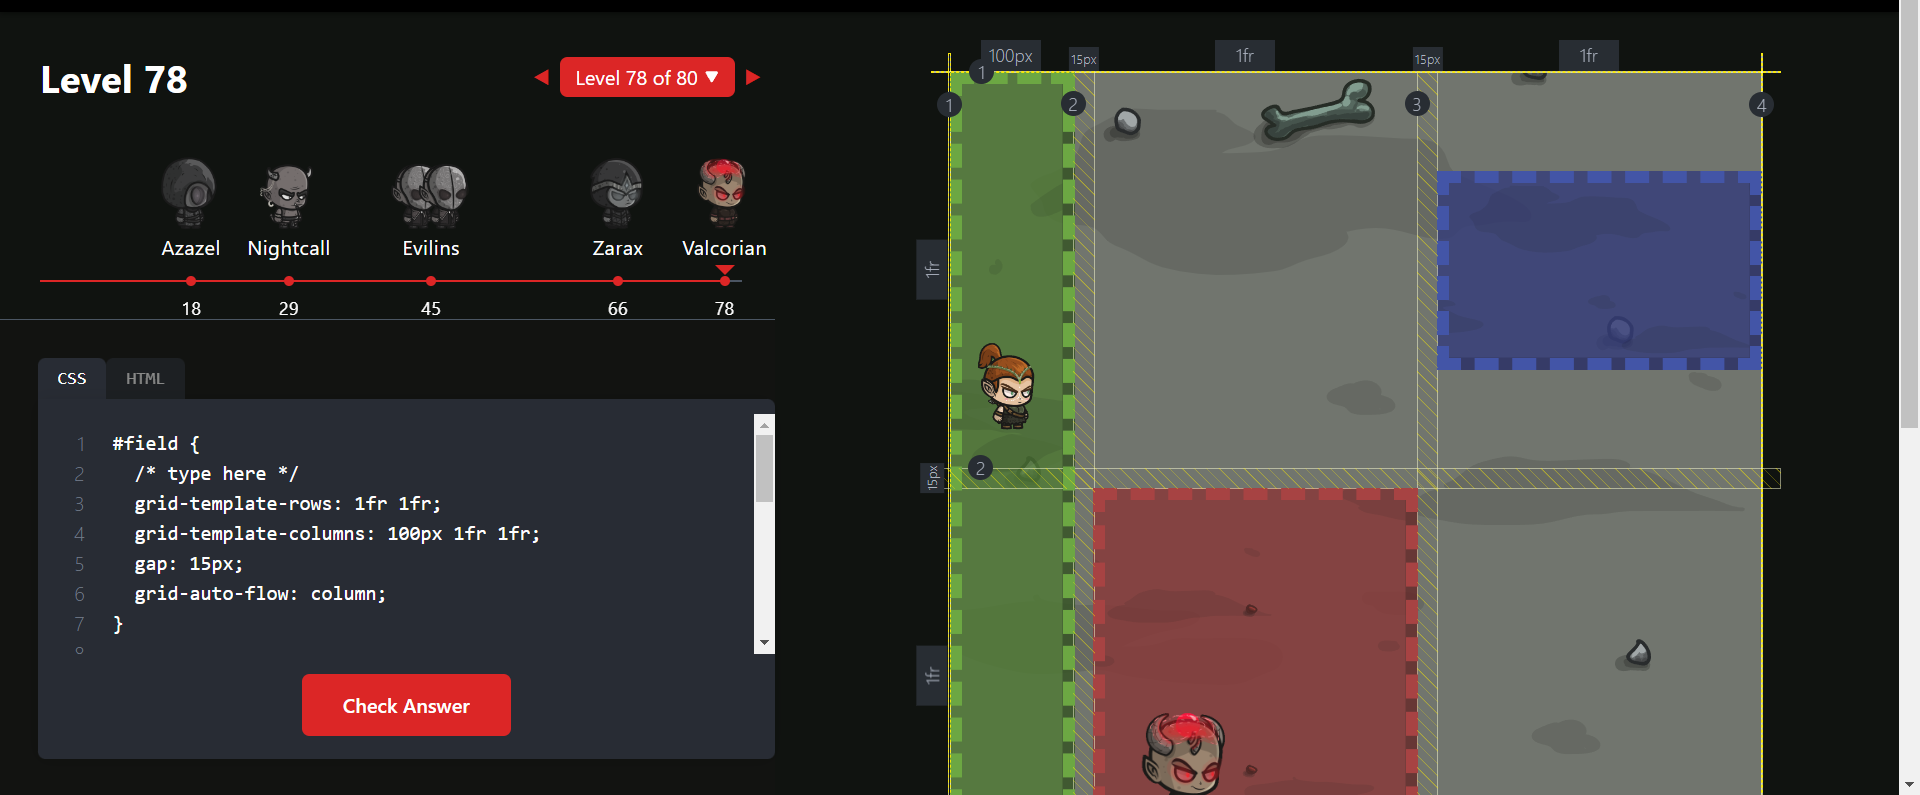 Level 78
Level 78 of 80 ▼
Azazel
Nightcall
Evilins
Zarax
Valcorian
18
29
45
66
78
CSS
HTML
1 #field {
2 /* type here */
3 grid-template-rows: 1fr 1fr;
4 grid-template-columns: 100px 1fr 1fr;
5 gap: 15px;
6 grid-auto-flow: column;
7 }
Check Answer
100px
15px
1fr
15px
1fr
1
1
2
3
4
1fr
15px
2
1fr